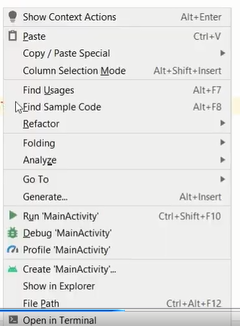 Show Context Actions Alt+Enter
Paste Ctrl+V
Copy / Paste Special
Column Selection Mode Alt+Shift+Insert
Find Usages Alt+F7
Find Sample Code Alt+F8
Refactor
Folding
Analyze
Go To
Generate... Alt+Insert
Run 'MainActivity' Ctrl+Shift+F10
Debug 'MainActivity'
Profile 'MainActivity'
Create 'MainActivity'...
Show in Explorer
File Path Ctrl+Alt+F12
Open in Terminal